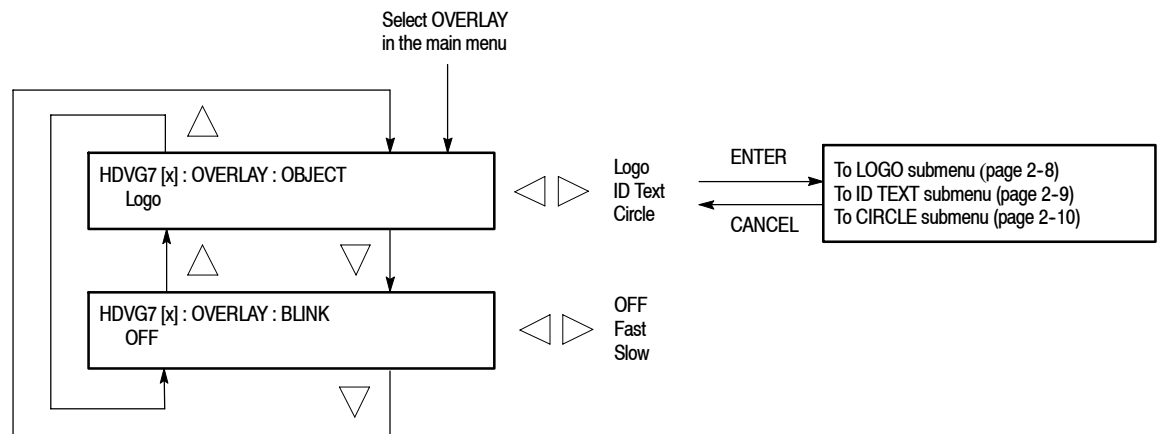 Select OVERLAY
in the main menu
HDVG7 [x] : OVERLAY : OBJECT
Logo
Logo
ID Text
Circle
ENTER
CANCEL
To LOGO submenu (page 2-8)
To ID TEXT submenu (page 2-9)
To CIRCLE submenu (page 2-10)
HDVG7 [x] : OVERLAY : BLINK
OFF
OFF
Fast
Slow